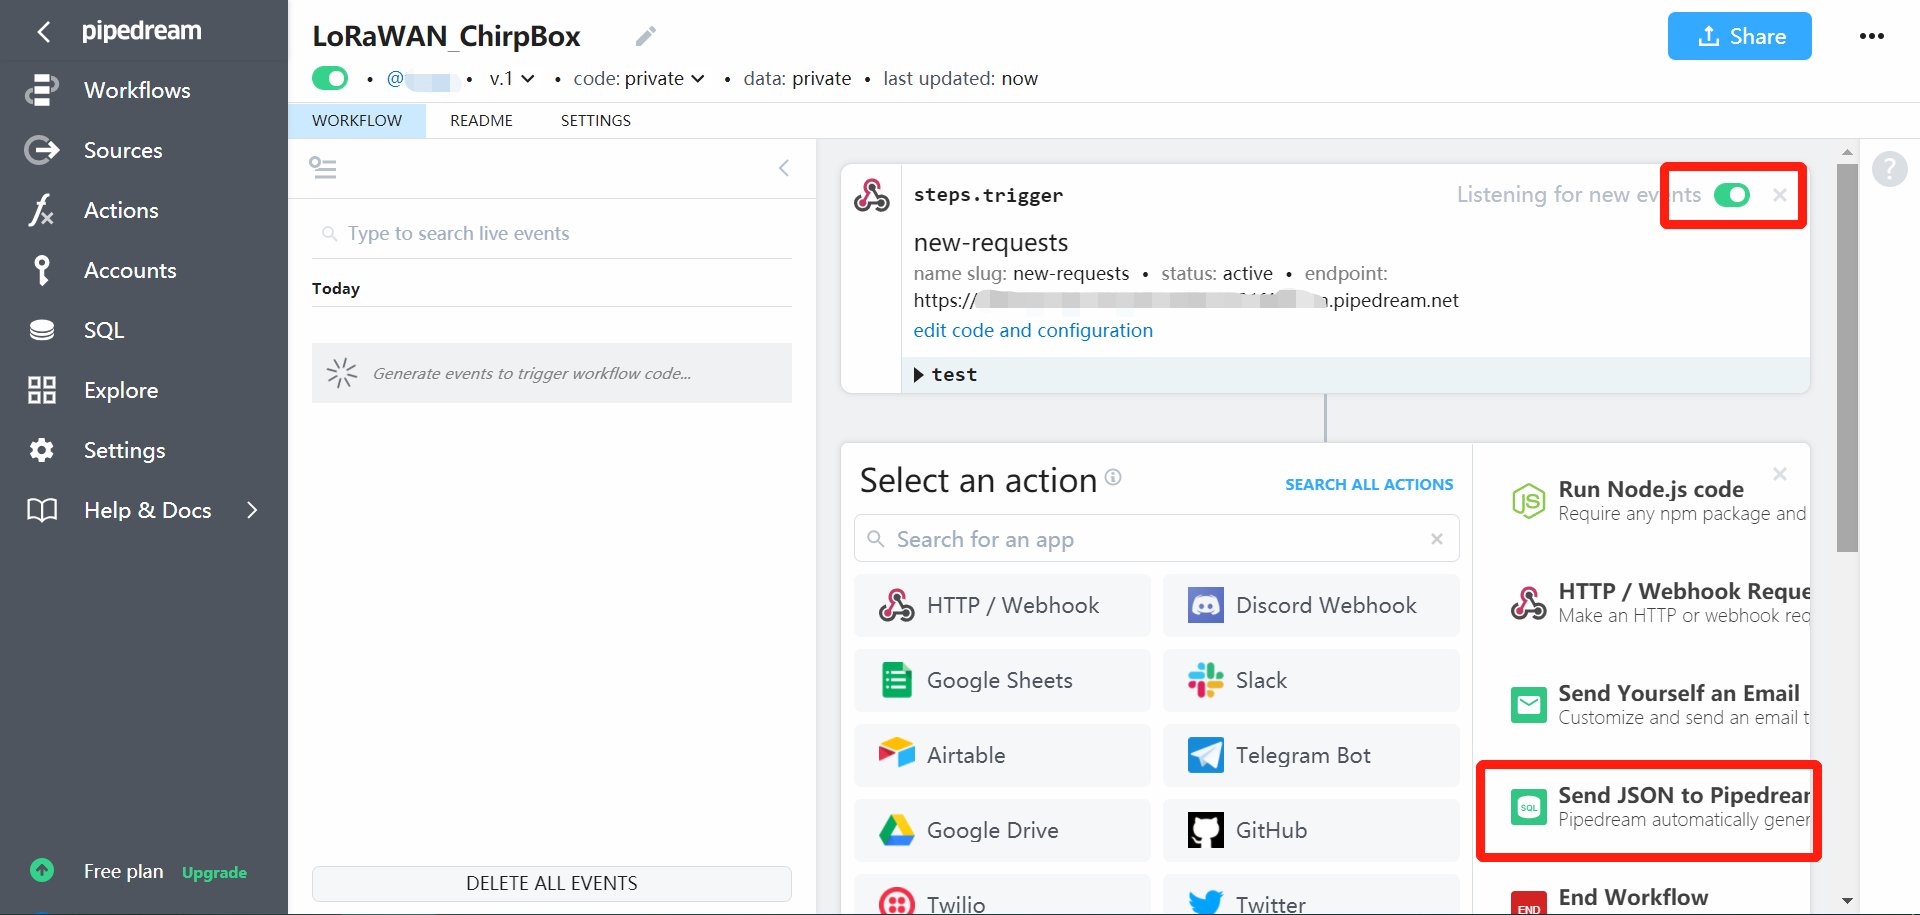 pipedream
Workflows
Sources
Actions
Accounts
SQL
Explore
Settings
Help & Docs
Free plan Upgrade
LoRaWAN_ChirpBox
Share
• @ • v.1 • code: private • data: private • last updated: now
WORKFLOW README SETTINGS
Type to search live events
Today
Generate events to trigger workflow code...
DELETE ALL EVENTS
steps.trigger
Listening for new events
new-requests
name slug: new-requests • status: active • endpoint:
https:// .pipedream.net
edit code and configuration
test
Select an action
SEARCH ALL ACTIONS
Search for an app
HTTP / Webhook
Discord Webhook
Google Sheets
Slack
Airtable
Telegram Bot
Google Drive
GitHub
Twilio
Twitter
JS
Run Node.js code
Require any npm package and
HTTP / Webhook Reque
Make an HTTP or webhook req
Send Yourself an Email
Customize and send an email t
SQL
Send JSON to Pipedrear
Pipedream automatically gener
END
End Workflow
?